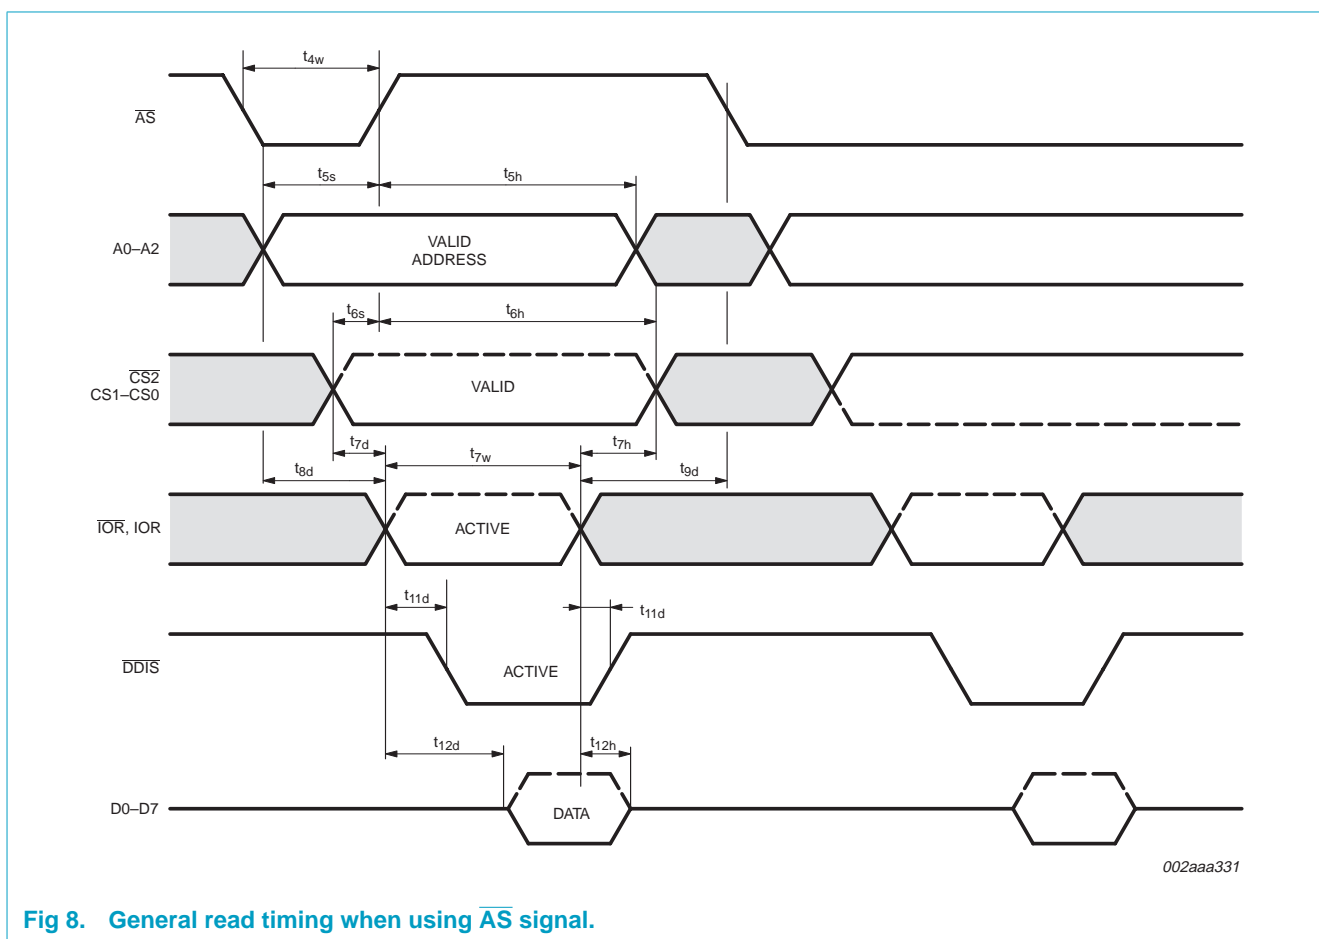 t4w
AS
t5s
t5h
A0–A2
VALID
ADDRESS
t6s
t6h
CS2
CS1–CS0
VALID
t7d
t7w
t7h
t8d
t9d
IOR, IOR
ACTIVE
t11d
t11d
DDIS
ACTIVE
t12d
t12h
D0–D7
DATA
002aaa331
Fig 8. General read timing when using AS signal.